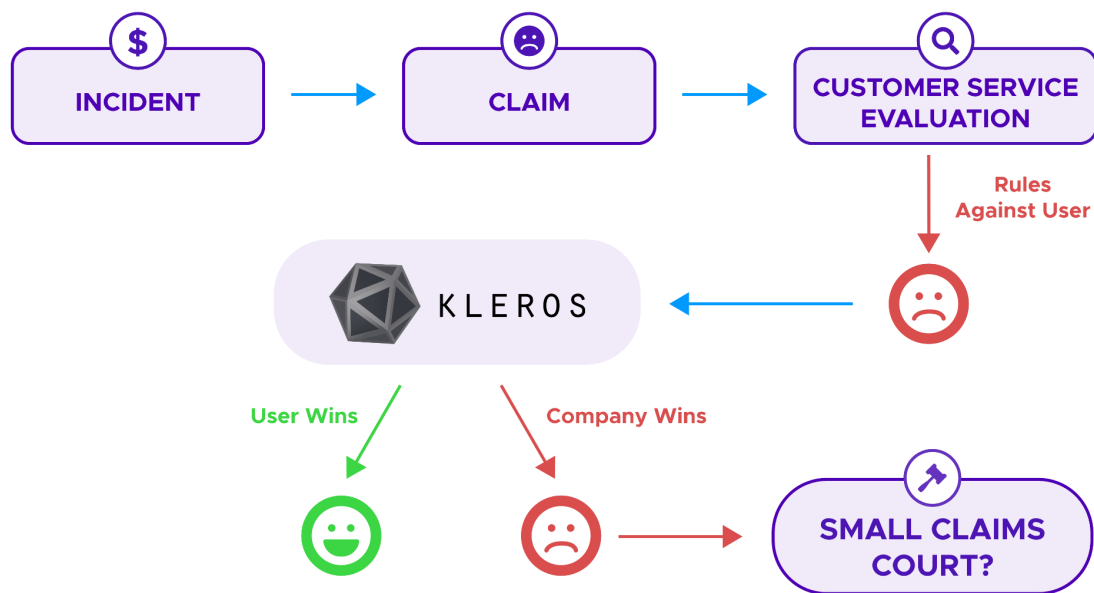 $
INCIDENT
CLAIM
CUSTOMER SERVICE
EVALUATION
Rules
Against User
KLEROS
User Wins
Company Wins
SMALL CLAIMS
COURT?